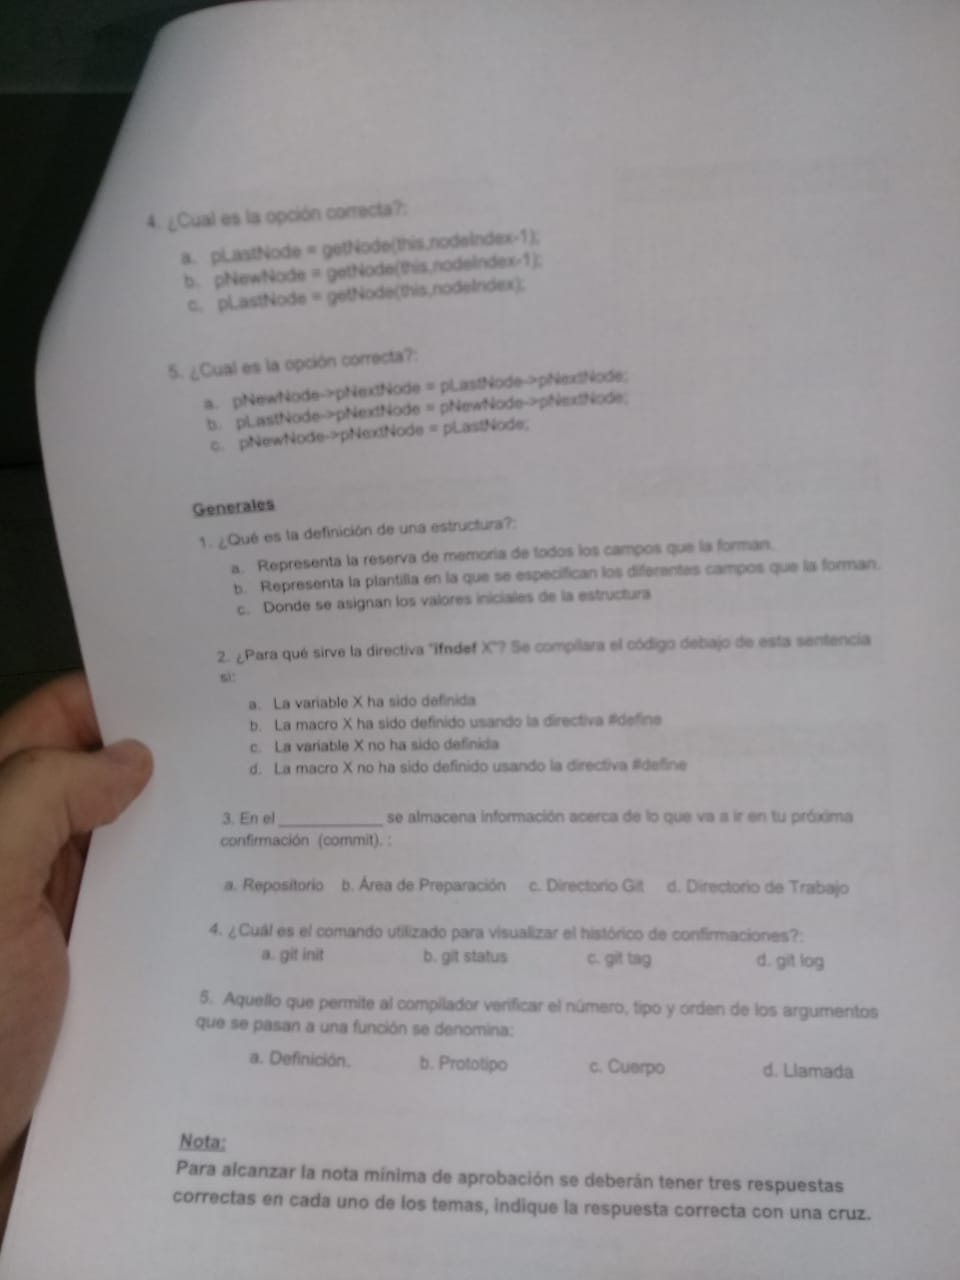 4. ¿Cual es la opción correcta?:
a. pLastNode = getNode(this,nodeIndex-1);
b. pNewNode = getNode(this,nodeIndex-1);
c. pLastNode = getNode(this,nodeIndex);
5. ¿Cual es la opción correcta?:
a. pNewNode->pNextNode = pLastNode->pNextNode;
b. pLastNode->pNextNode = pNewNode->pNextNode;
c. pNewNode->pNextNode = pLastNode;
Generales
1. ¿Qué es la definición de una estructura?:
a. Representa la reserva de memoria de todos los campos que la forman.
b. Representa la plantilla en la que se especifican los diferentes campos que la forman.
c. Donde se asignan los valores iniciales de la estructura
2. ¿Para qué sirve la directiva "ifndef X"? Se compilara el código debajo de esta sentencia
si:
a. La variable X ha sido definida
b. La macro X ha sido definido usando la directiva #define
c. La variable X no ha sido definida
d. La macro X no ha sido definido usando la directiva #define
3. En el ____________ se almacena información acerca de lo que va a ir en tu próxima
confirmación (commit). :
a. Repositorio b. Área de Preparación c. Directorio Git d. Directorio de Trabajo
4. ¿Cuál es el comando utilizado para visualizar el histórico de confirmaciones?:
a. git init b. git status c. git tag d. git log
5. Aquello que permite al compilador verificar el número, tipo y orden de los argumentos
que se pasan a una función se denomina:
a. Definición. b. Prototipo c. Cuerpo d. Llamada
Nota:
Para alcanzar la nota mínima de aprobación se deberán tener tres respuestas
correctas en cada uno de los temas, indique la respuesta correcta con una cruz.